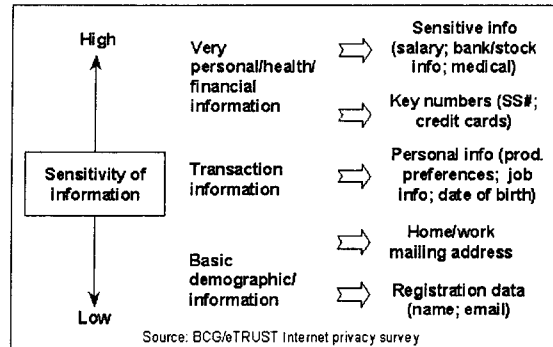 High
Sensitivity of
information
Low
Very
personal/health/
financial
information
Transaction
information
Basic
demographic/
information
Sensitive info
(salary; bank/stock
info; medical)
Key numbers (SS#;
credit cards)
Personal info (prod.
preferences; job
info; date of birth)
Home/work
mailing address
Registration data
(name; email)
Source: BCG/eTRUST Internet privacy survey